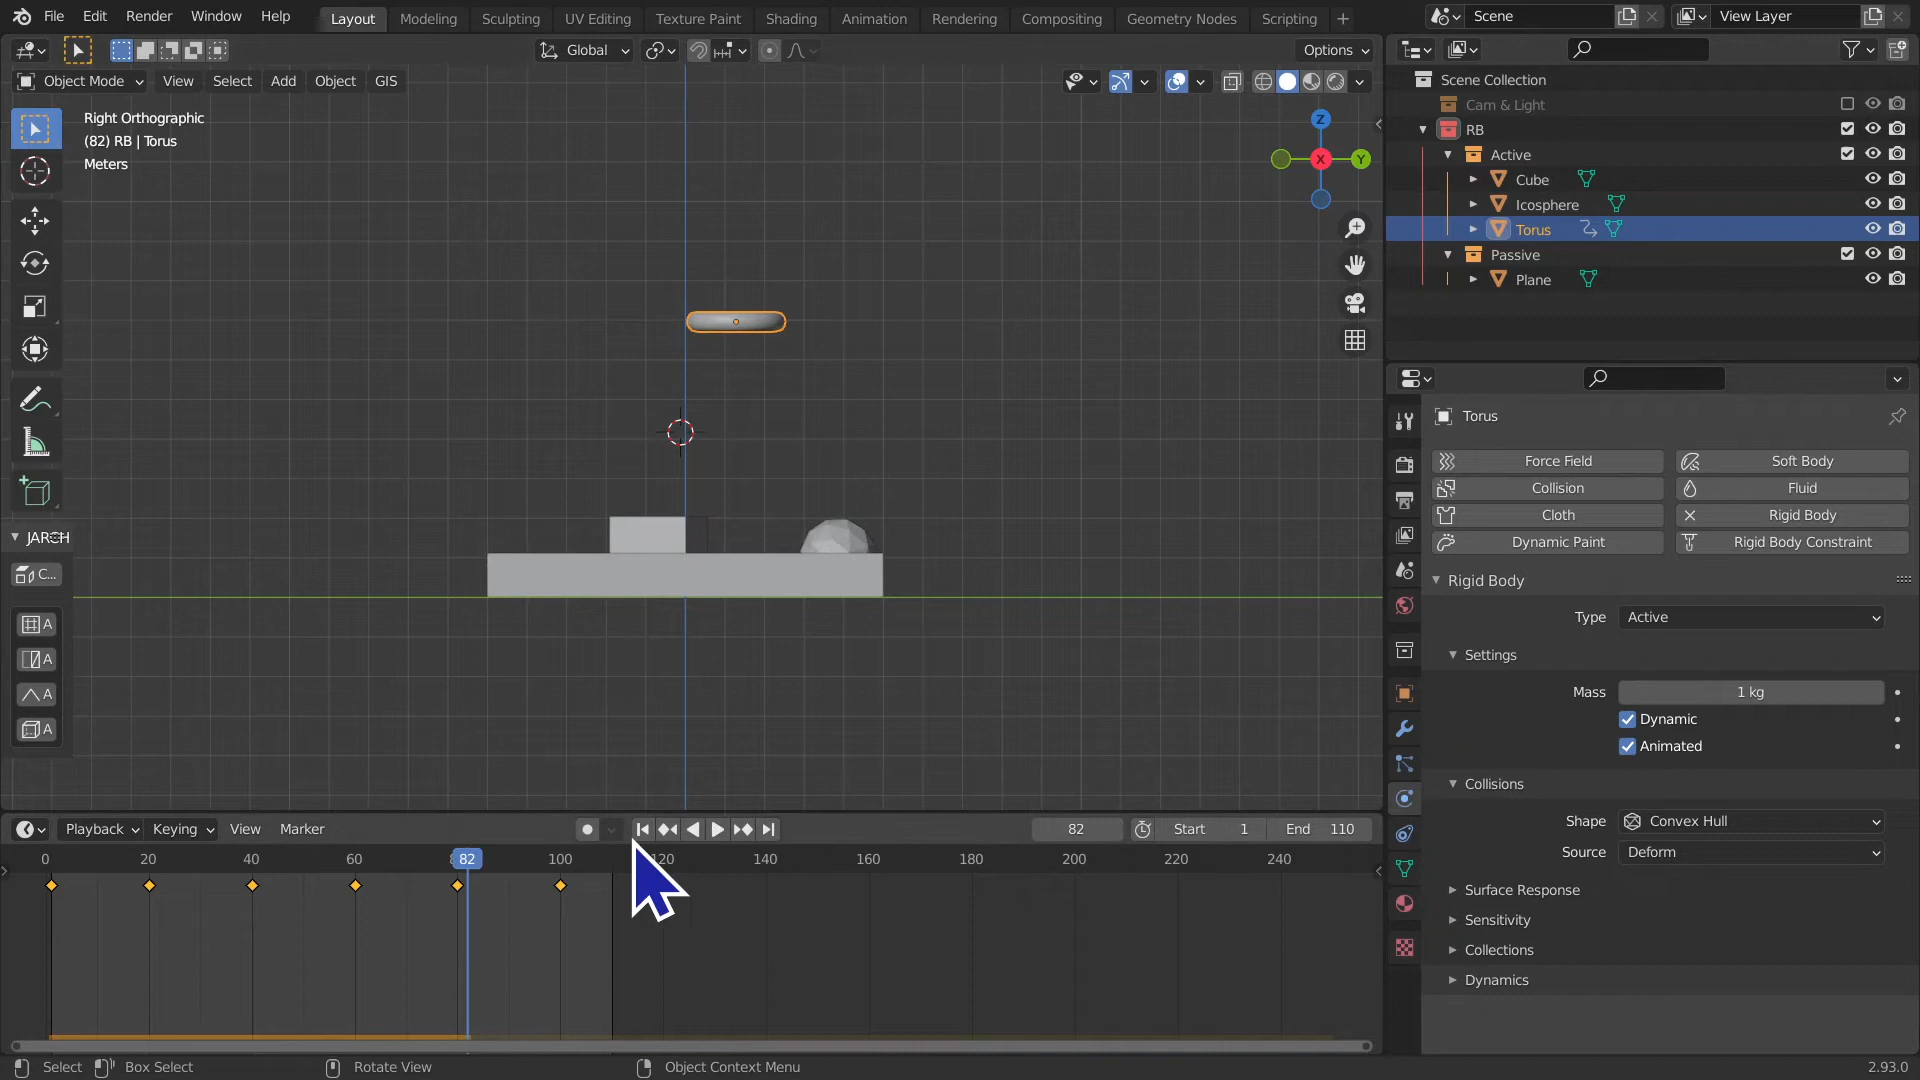 File Edit Render Window Help Layout Modeling Sculpting UV Editing Texture Paint Shading Animation Rendering Compositing Geometry Nodes Scripting + Scene View Layer
Global Options
Object Mode View Select Add Object GIS
Right Orthographic
(82) RB | Torus
Meters
Z
X
Y
Scene Collection
Cam & Light
RB
Active
Cube
Icosphere
Torus
Passive
Plane
Torus
Force Field Soft Body
Collision Fluid
Cloth Rigid Body
Dynamic Paint Rigid Body Constraint
Rigid Body
Type Active
Settings
Mass 1 kg
Dynamic
Animated
Collisions
Shape Convex Hull
Source Deform
Surface Response
Sensitivity
Collections
Dynamics
C...
A
A
A
A
Playback Keying View Marker 82 Start 1 End 110
0 20 40 60 82 100 120 140 160 180 200 220 240
Select Box Select Rotate View Object Context Menu 2.93.0